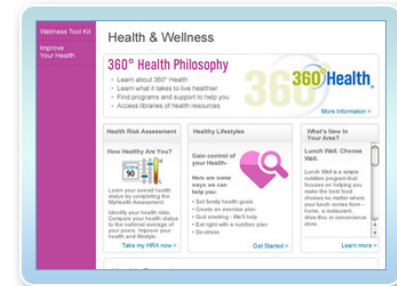 Wellness Tool Kit
Improve
Your Health
Health & Wellness
360° Health Philosophy
• Learn about 360° Health
• Learn what it takes to live healthier
• Find programs and support to help you
• Access libraries of health resources
360
360°Health
More Information >
Health Risk Assessment
How Healthy Are You?
Score
90
Learn your overall health
status by completing the
MyHealth Assessment.
Identify your health risks.
Compare your health status
to the national average of
your peers. Improve your
health and lifestyle.
Take my HRA now >
Healthy Lifestyles
Gain control of
your Health-
Here are some
ways we can
help you:
• Set family health goals
• Create an exercise plan
• Quit smoking - We'll help
• Eat right with a nutrition plan
• De-stress
Get Started >
What's New In
Your Area?
Lunch Well. Choose
Well.
Lunch Well is a simple
nutrition program that
focuses on helping you
make the best food
choices no matter where
your lunch comes from -
home, a restaurant,
drive thru or convenience
store.
Learn more >